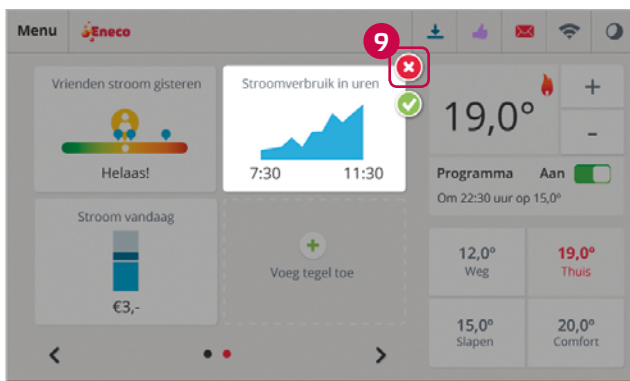 Menu
Eneco
9
Vrienden stroom gisteren
Helaas!
Stroomverbruik in uren
7:30 11:30
19,0°
+
-
Programma Aan
Om 22:30 uur op 15,0°
Stroom vandaag
€3,-
+
Voeg tegel toe
12,0°
Weg
19,0°
Thuis
15,0°
Slapen
20,0°
Comfort